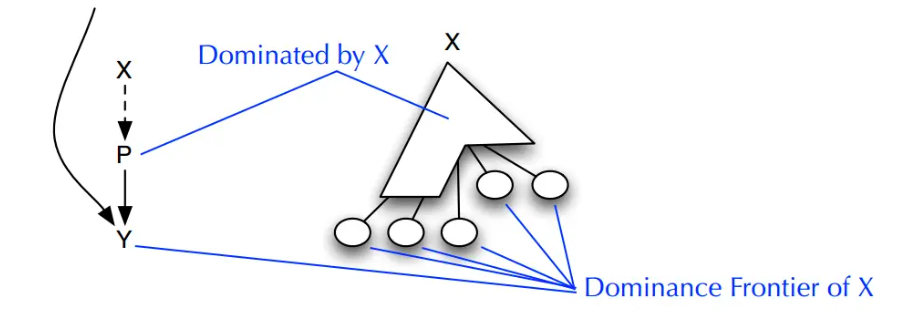 X
Dominated by X
X
P
Y
Dominance Frontier of X